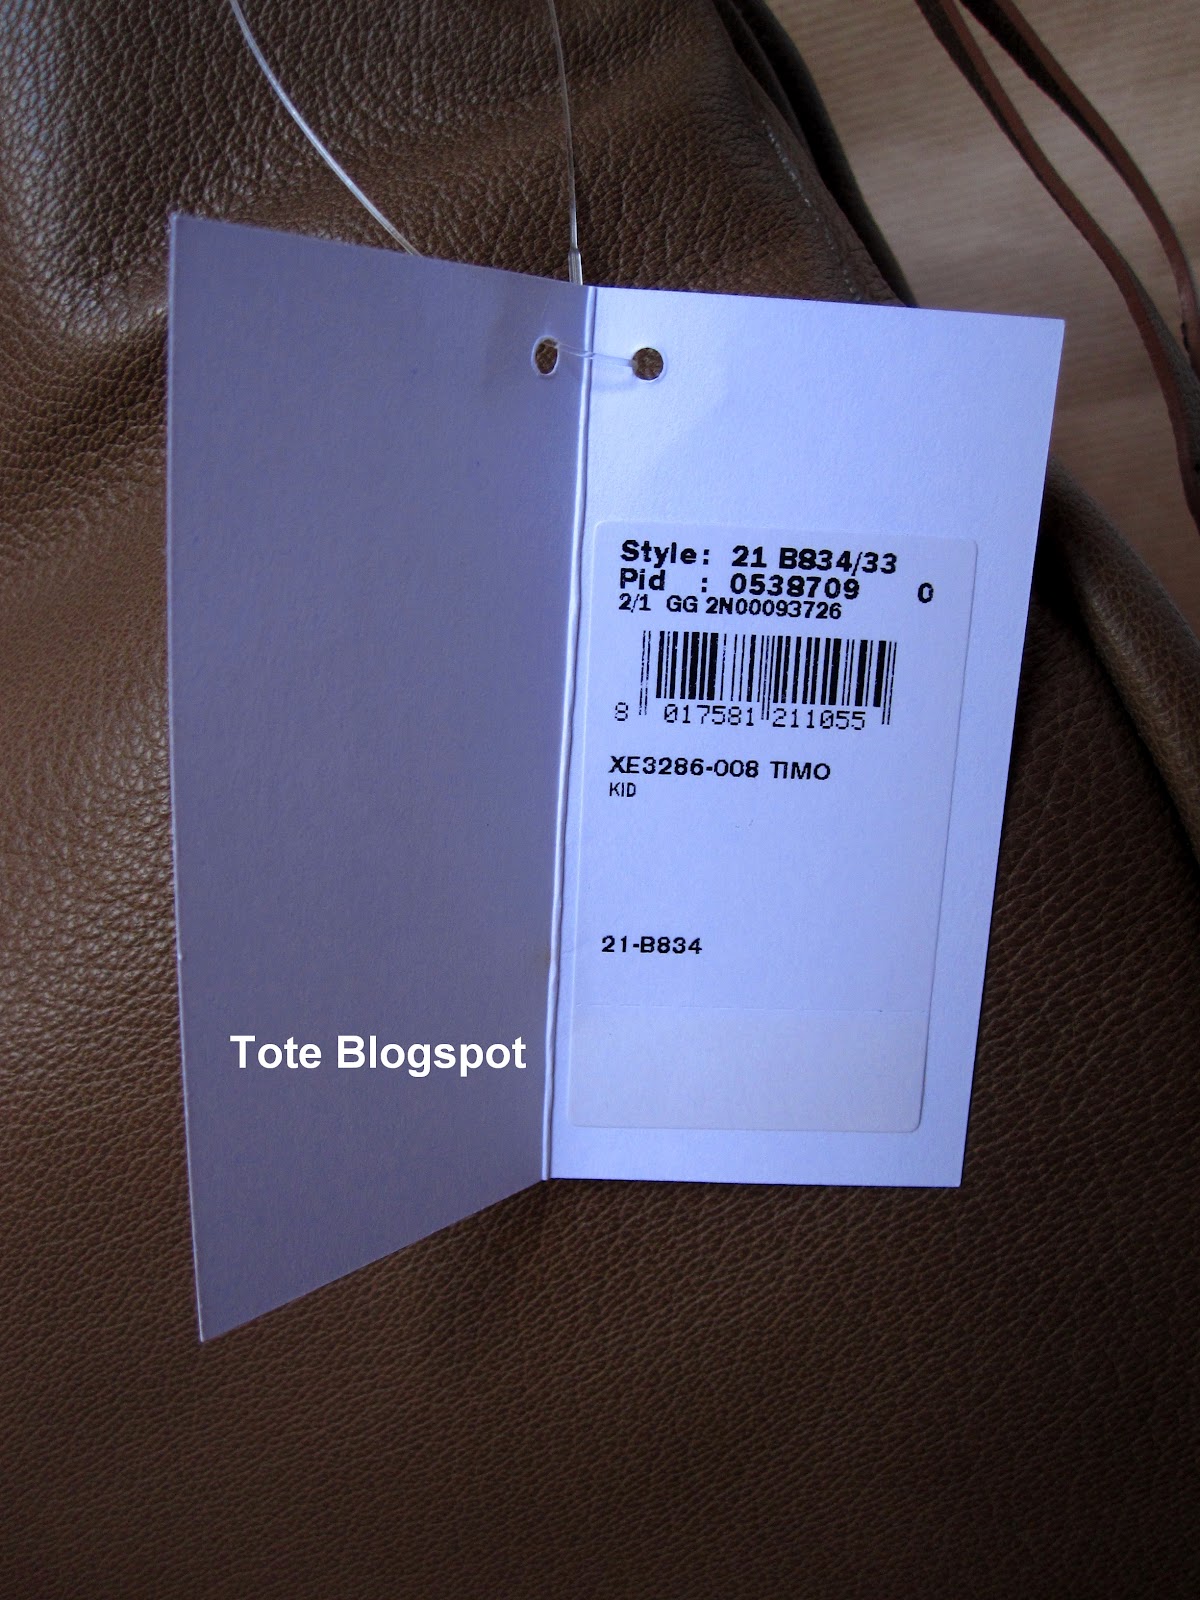 Style: 21 B834/33
Pid : 0538709 0
2/1 GG 2N00093726
8 017581 211055
XE3286-008 TIMO
KID
21-B834
Tote Blogspot